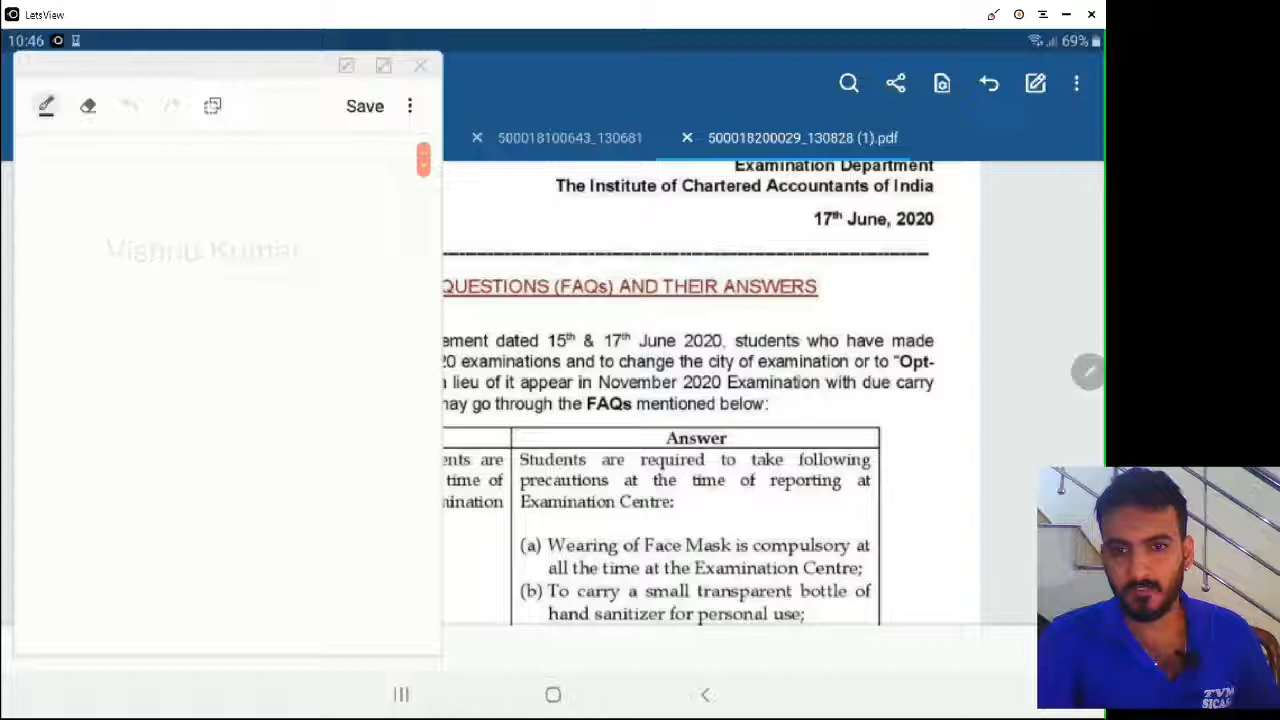 LetsView
10:46
69%
Save
500018100643_130681
500018200029_130828 (1).pdf
Examination Department
The Institute of Chartered Accountants of India
17th June, 2020
QUESTIONS (FAQs) AND THEIR ANSWERS
ement dated 15th & 17th June 2020, students who have made
20 examinations and to change the city of examination or to "Opt-
n lieu of it appear in November 2020 Examination with due carry
may go through the FAQs mentioned below:
Answer
ents are
time of
mination
Students are required to take following
precautions at the time of reporting at
Examination Centre:
(a) Wearing of Face Mask is compulsory at
all the time at the Examination Centre;
(b) To carry a small transparent bottle of
hand sanitizer for personal use;
Vishnu Kumar
TVM
SICAS